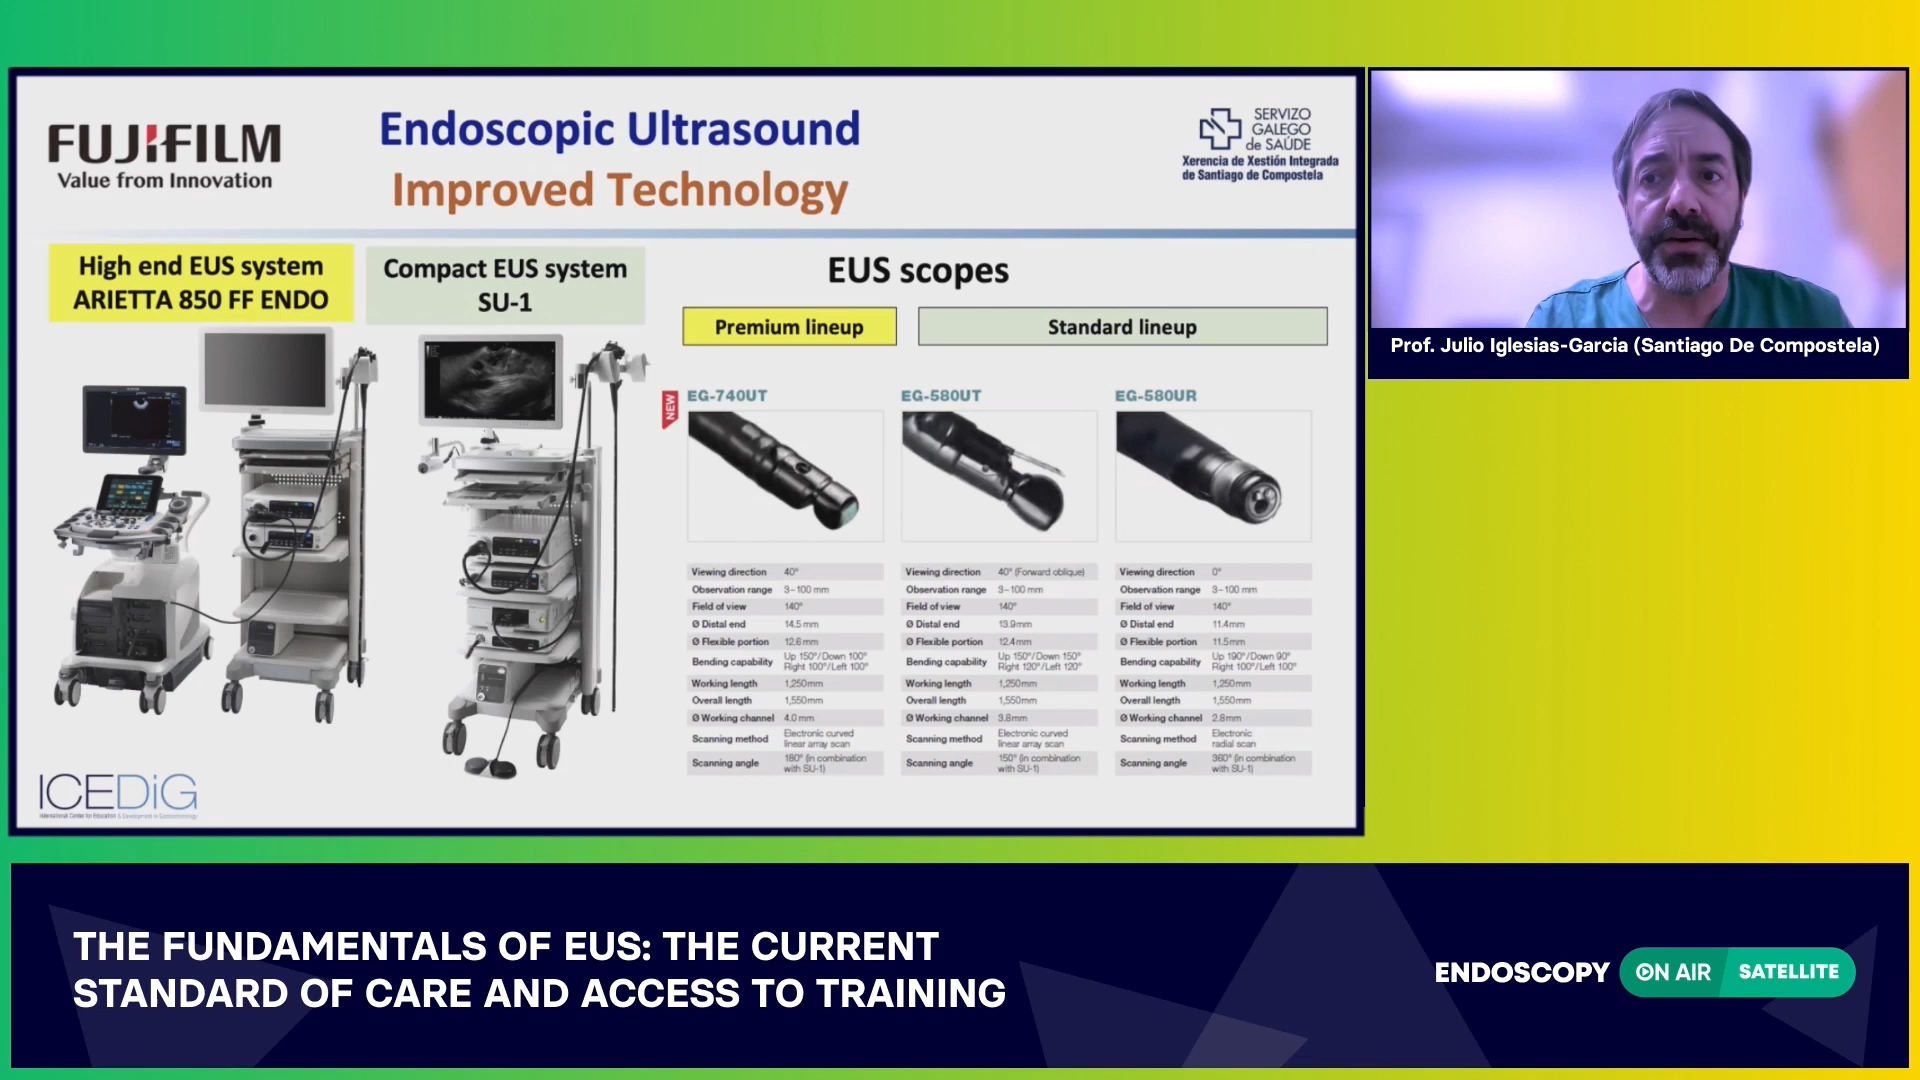 FUJIFILM
Value from Innovation
Endoscopic Ultrasound
Improved Technology
SERVIZO
GALEGO
de SAÚDE
Xerencia de Xestión Integrada
de Santiago de Compostela
High end EUS system
ARIETTA 850 FF ENDO
Compact EUS system
SU-1
EUS scopes
Premium lineup
Standard lineup
NEW
EG-740UT
Viewing direction 40°
Observation range 3–100 mm
Field of view 140°
Ø Distal end 14.5 mm
Ø Flexible portion 12.6 mm
Bending capability Up 150°/Down 100°
Right 100°/Left 100°
Working length 1,250mm
Overall length 1,550mm
Ø Working channel 4.0 mm
Scanning method Electronic curved
linear array scan
Scanning angle 180° (in combination
with SU-1)
EG-580UT
Viewing direction 40° (Forward oblique)
Observation range 3–100 mm
Field of view 140°
Ø Distal end 13.9mm
Ø Flexible portion 12.4mm
Bending capability Up 150°/Down 150°
Right 120°/Left 120°
Working length 1,250mm
Overall length 1,550mm
Ø Working channel 3.8mm
Scanning method Electronic curved
linear array scan
Scanning angle 150° (in combination
with SU-1)
EG-580UR
Viewing direction 0°
Observation range 3–100 mm
Field of view 140°
Ø Distal end 11.4mm
Ø Flexible portion 11.5mm
Bending capability Up 190°/Down 90°
Right 100°/Left 100°
Working length 1,250mm
Overall length 1,550mm
Ø Working channel 2.8mm
Scanning method Electronic
radial scan
Scanning angle 360° (in combination
with SU-1)
ICEDiG
International Center for Education & Development in Gastroenterology
Prof. Julio Iglesias-Garcia (Santiago De Compostela)
THE FUNDAMENTALS OF EUS: THE CURRENT
STANDARD OF CARE AND ACCESS TO TRAINING
ENDOSCOPY ON AIR SATELLITE